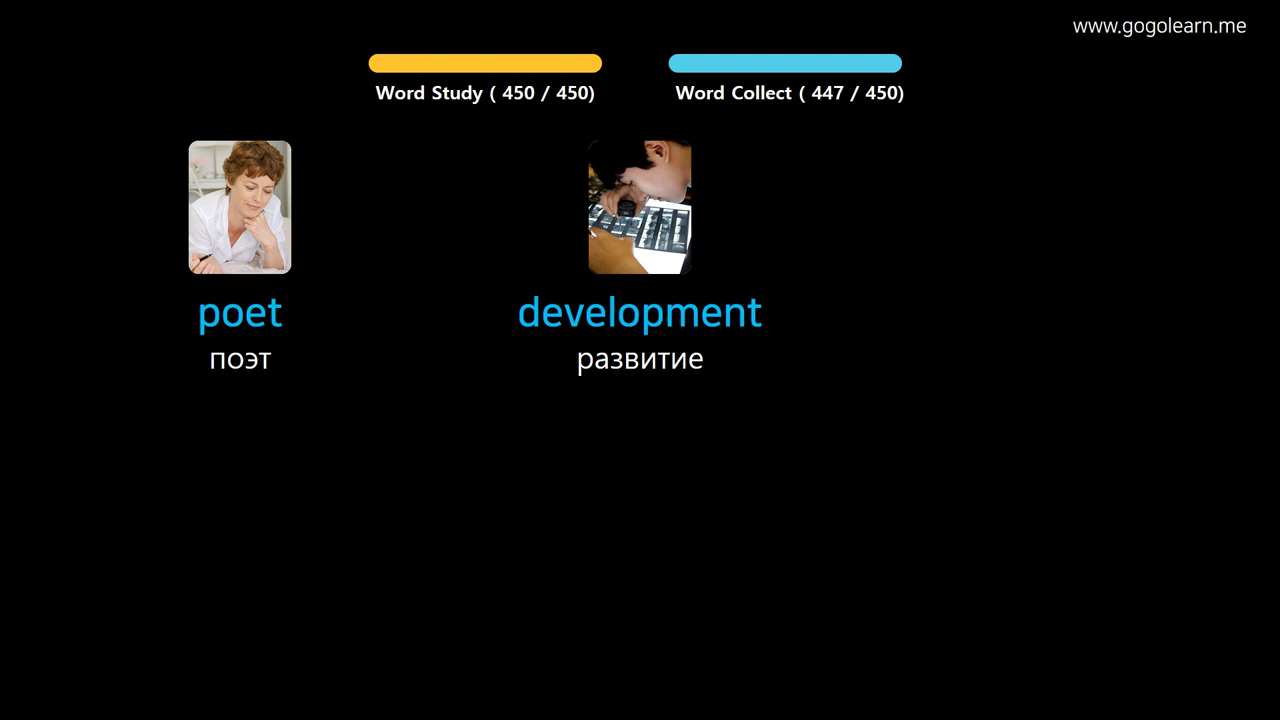 www.gogolearn.me
Word Study ( 450 / 450)
Word Collect ( 447 / 450)
poet
development
поэт
развитие